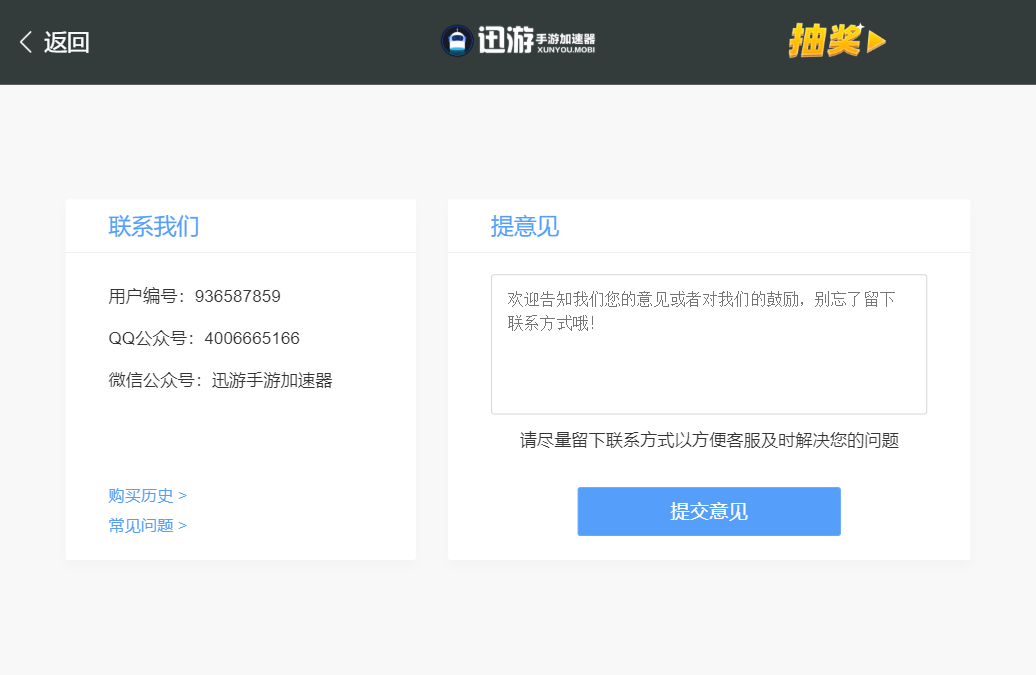 返回
迅游手游加速器
XUNYOU.MOBI
抽奖
联系我们
用户编号：936587859
QQ公众号：4006665166
微信公众号：迅游手游加速器
购买历史 >
常见问题 >
提意见
欢迎告知我们您的意见或者对我们的鼓励，别忘了留下
联系方式哦！
请尽量留下联系方式以方便客服及时解决您的问题
提交意见